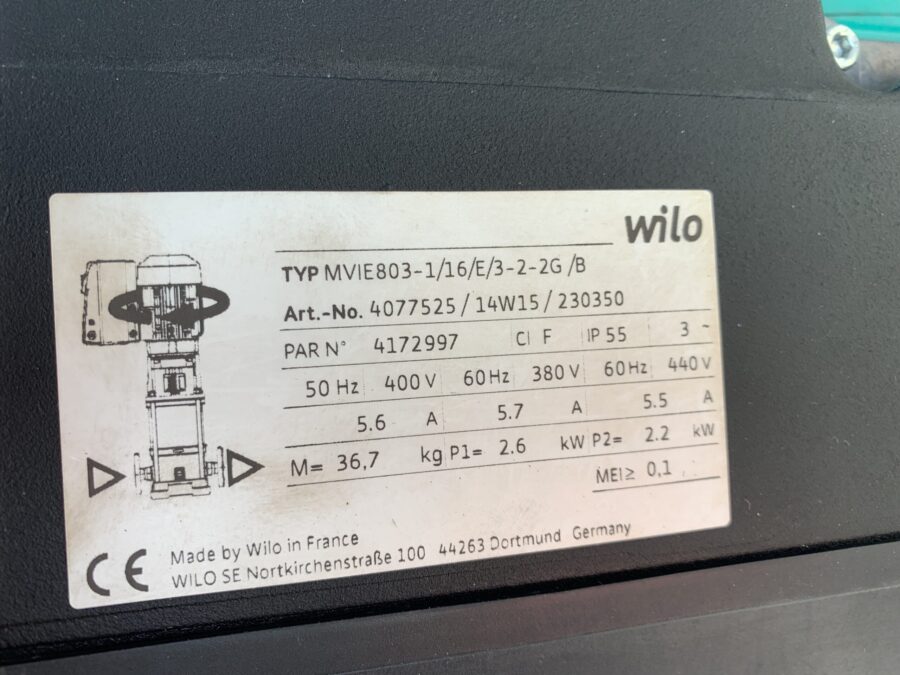 wilo
TYP MVIE803-1/16/E/3-2-2G /B
Art.-No. 4077525 / 14W15 / 230350
PAR N° 4172997 CI F IP 55 3 ~
50 Hz 400 V 60 Hz 380 V 60 Hz 440 V
5.6 A 5.7 A 5.5 A
M= 36,7 kg P1= 2.6 kW P2= 2.2 kW
MEI≥ 0,1
CE Made by Wilo in France
WILO SE Nortkirchenstraße 100 44263 Dortmund Germany